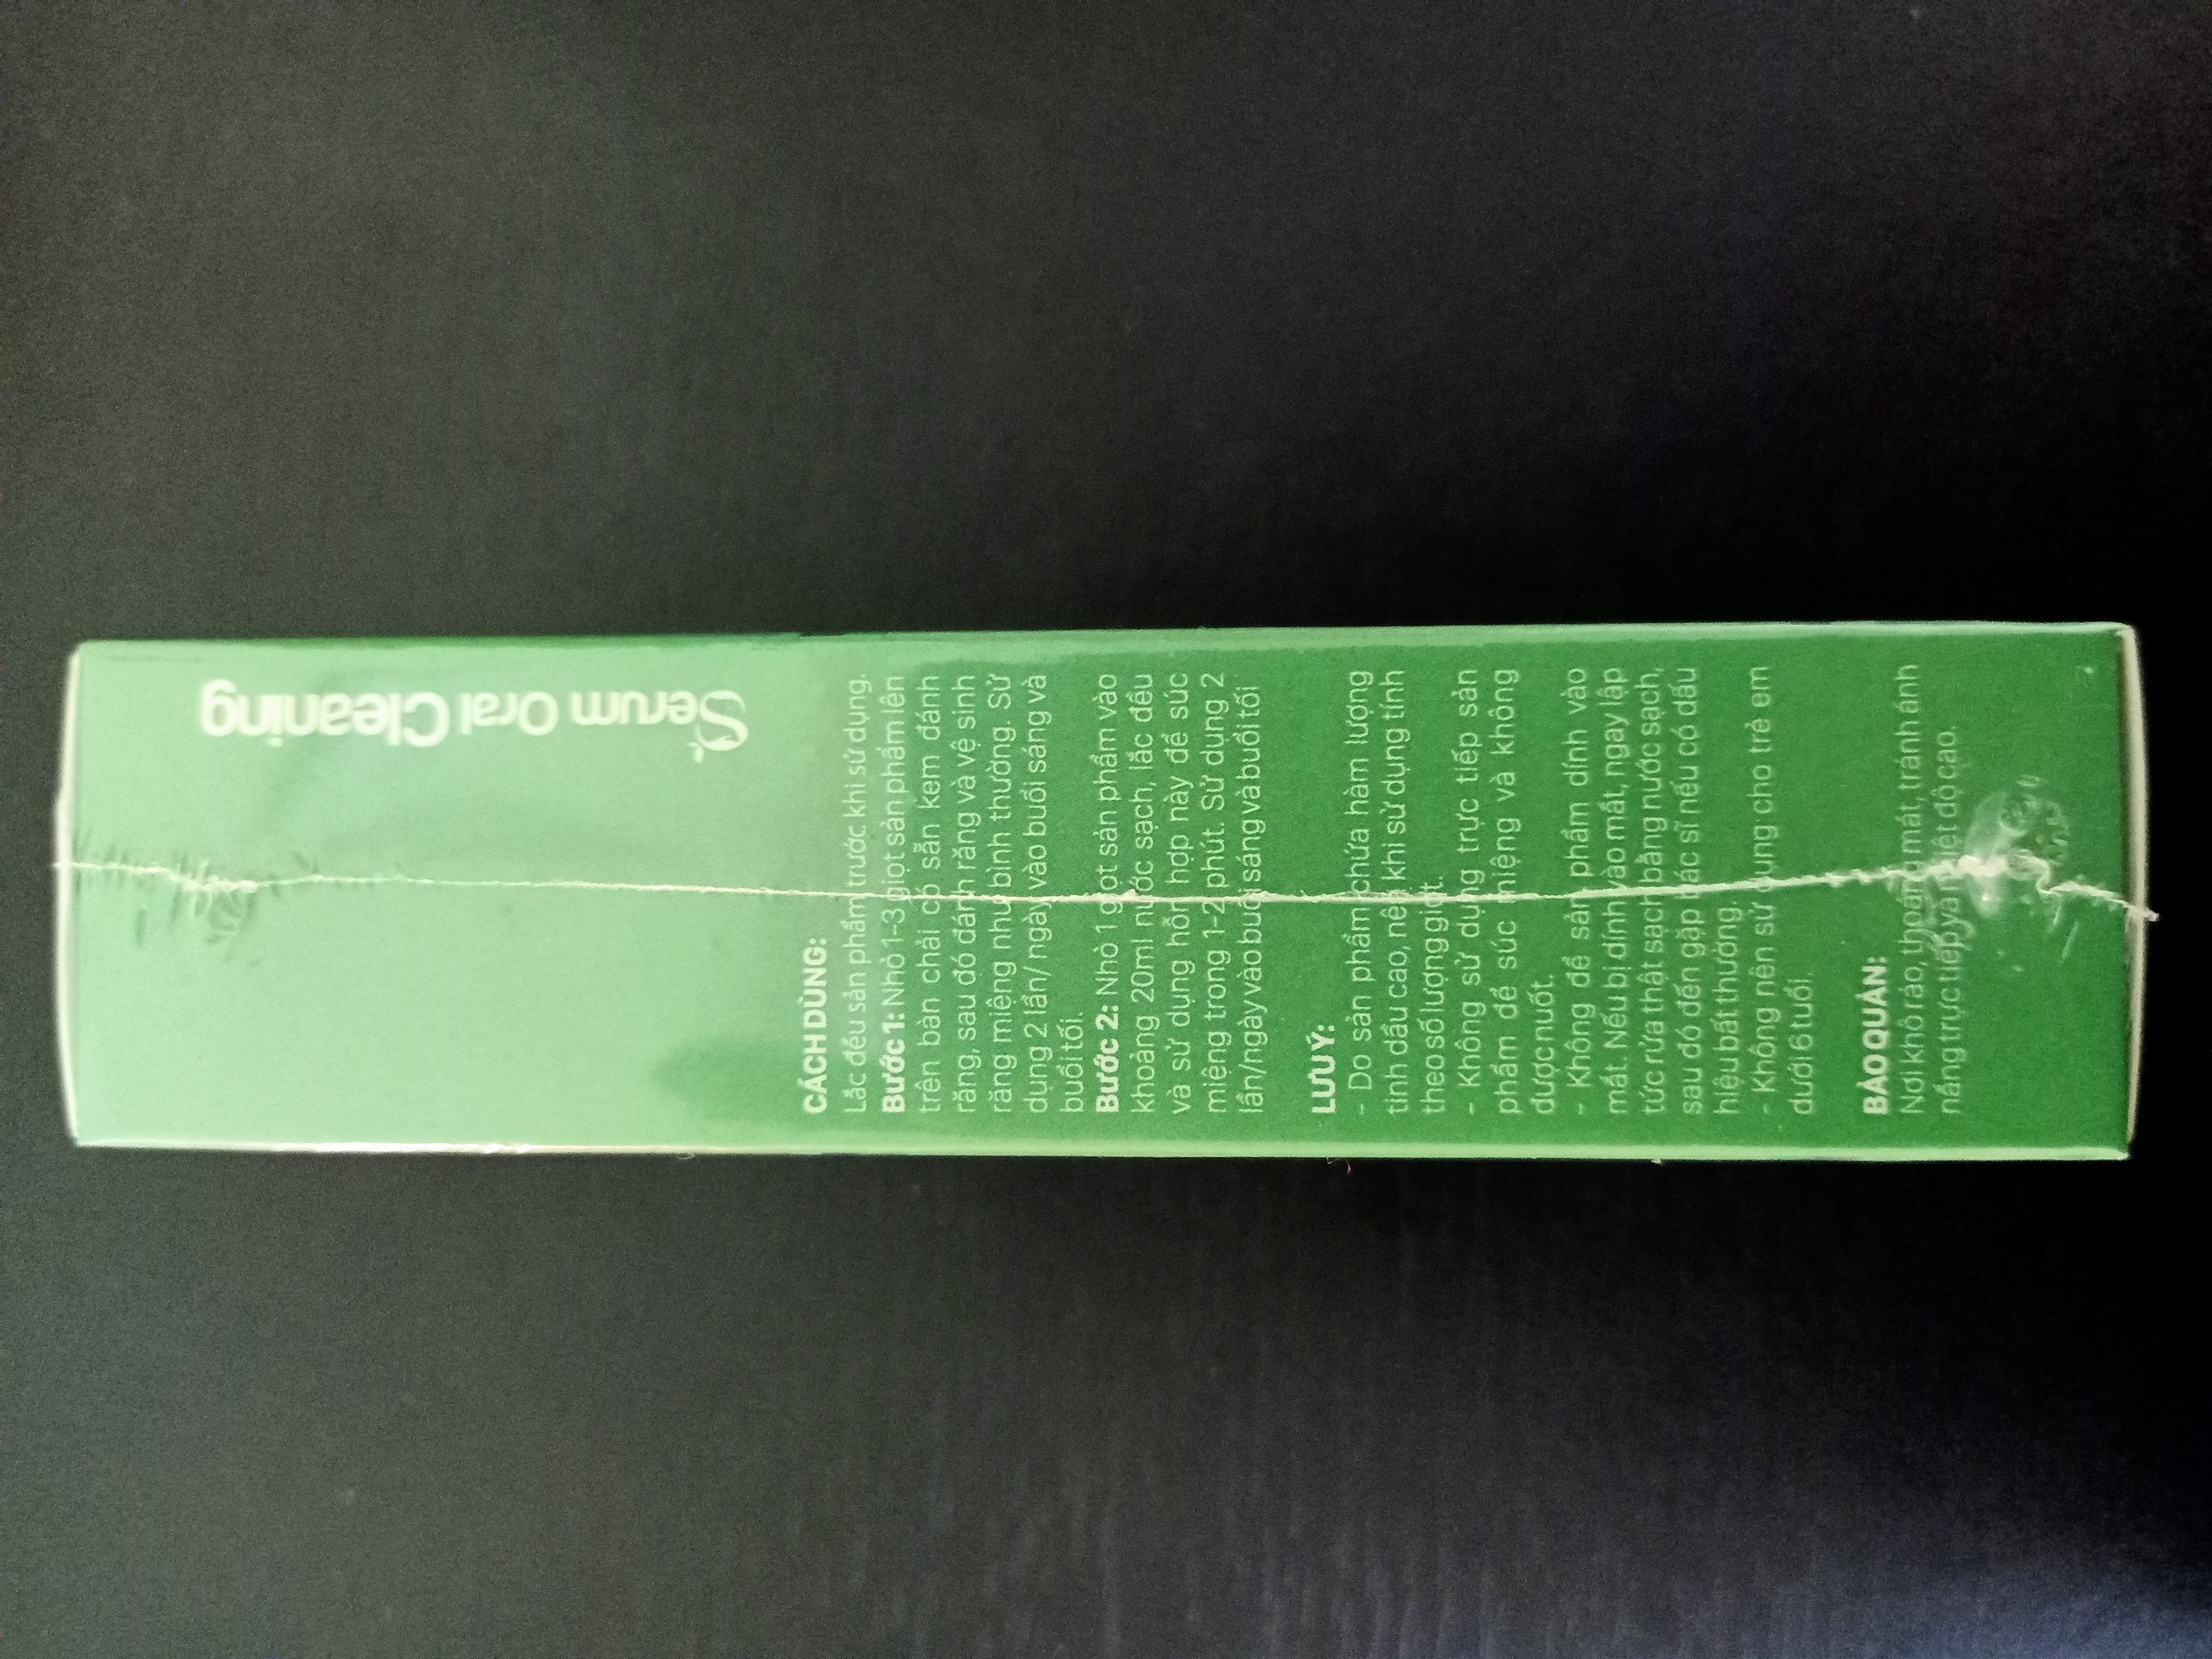 Serum Oral Cleaning
CÁCH DÙNG:
Lắc đều sản phẩm trước khi sử dụng.
Bước 1: Nhỏ 1-3 giọt sản phẩm lên
trên bàn chải có sẵn kem đánh
răng, sau đó đánh răng và vệ sinh
răng miệng như bình thường. Sử
dụng 2 lần/ ngày vào buổi sáng và
buổi tối.
Bước 2: Nhỏ 1 giọt sản phẩm vào
khoảng 20ml nước sạch, lắc đều
và sử dụng hỗn hợp này để súc
miệng trong 1-2 phút. Sử dụng 2
lần/ngày vào buổi sáng và buổi tối
LƯU Ý:
- Do sản phẩm chứa hàm lượng
tinh dầu cao, nên khi sử dụng tính
theo số lượng giọt.
- Không sử dụng trực tiếp sản
phẩm để súc miệng và không
được nuốt.
- Không để sản phẩm dính vào
mắt. Nếu bị dính vào mắt, ngay lập
tức rửa thật sạch bằng nước sạch,
sau đó đến gặp bác sĩ nếu có dấu
hiệu bất thường.
- Không nên sử dụng cho trẻ em
dưới 6 tuổi.
BẢO QUẢN:
Nơi khô ráo, thoáng mát, tránh ánh
nắng trực tiếp và nhiệt độ cao.